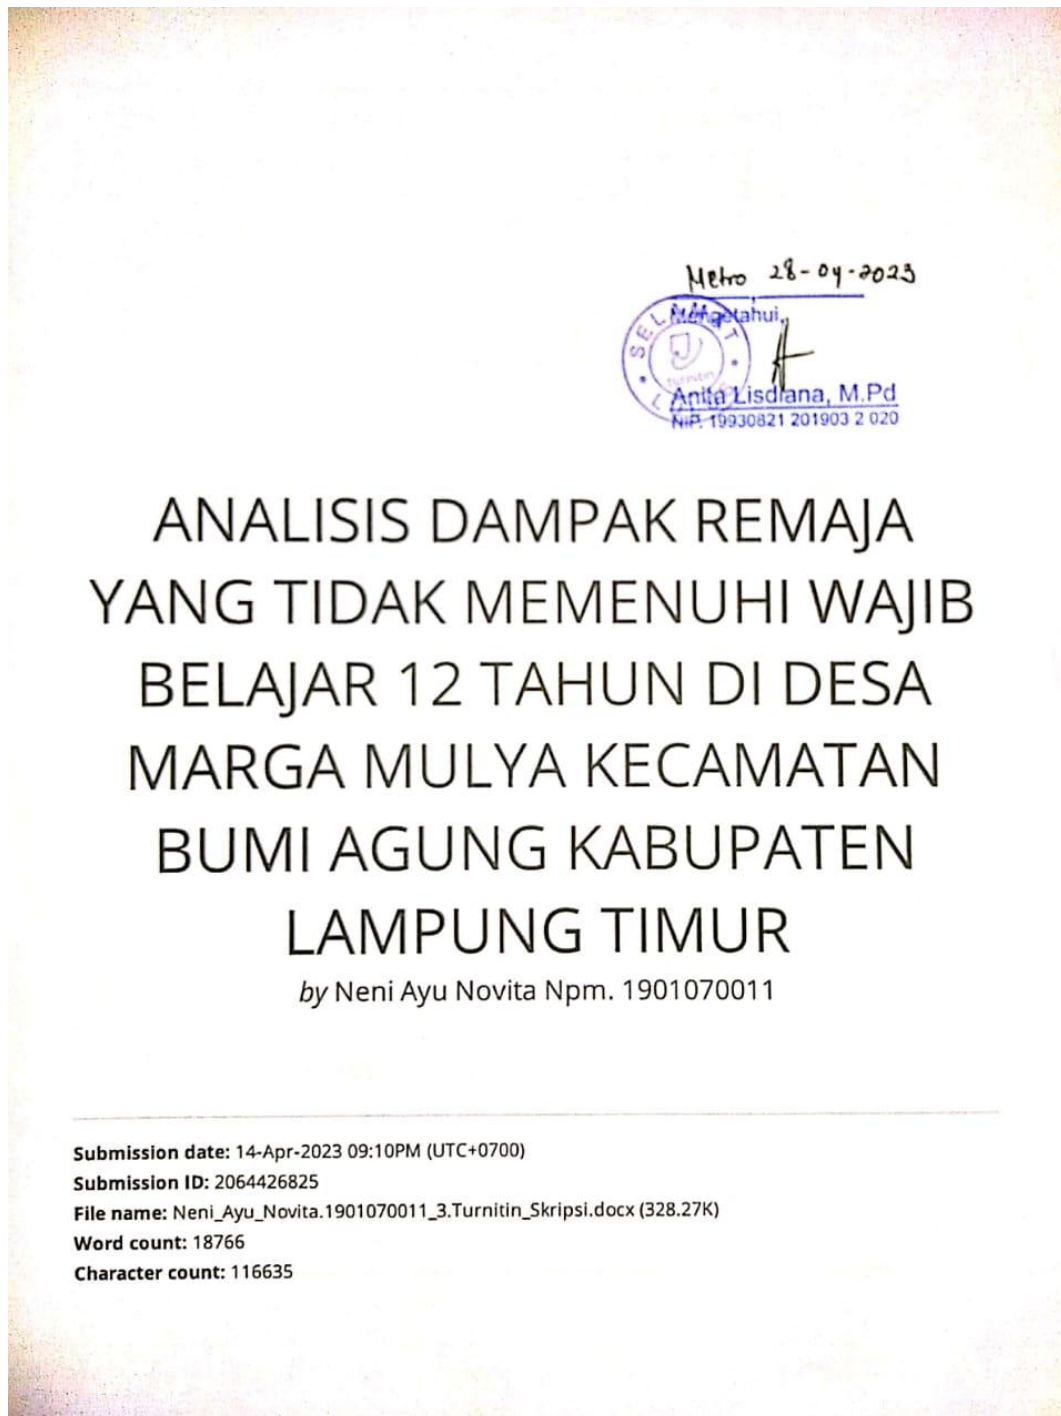 Metro 28-04-2023
Mengetahui,
SELAMAT
TURNITIN
Anita Lisdiana, M.Pd
NIP. 19930821 201903 2 020
ANALISIS DAMPAK REMAJA
YANG TIDAK MEMENUHI WAJIB
BELAJAR 12 TAHUN DI DESA
MARGA MULYA KECAMATAN
BUMI AGUNG KABUPATEN
LAMPUNG TIMUR
by Neni Ayu Novita Npm. 1901070011
Submission date: 14-Apr-2023 09:10PM (UTC+0700)
Submission ID: 2064426825
File name: Neni_Ayu_Novita.1901070011_3.Turnitin_Skripsi.docx (328.27K)
Word count: 18766
Character count: 116635